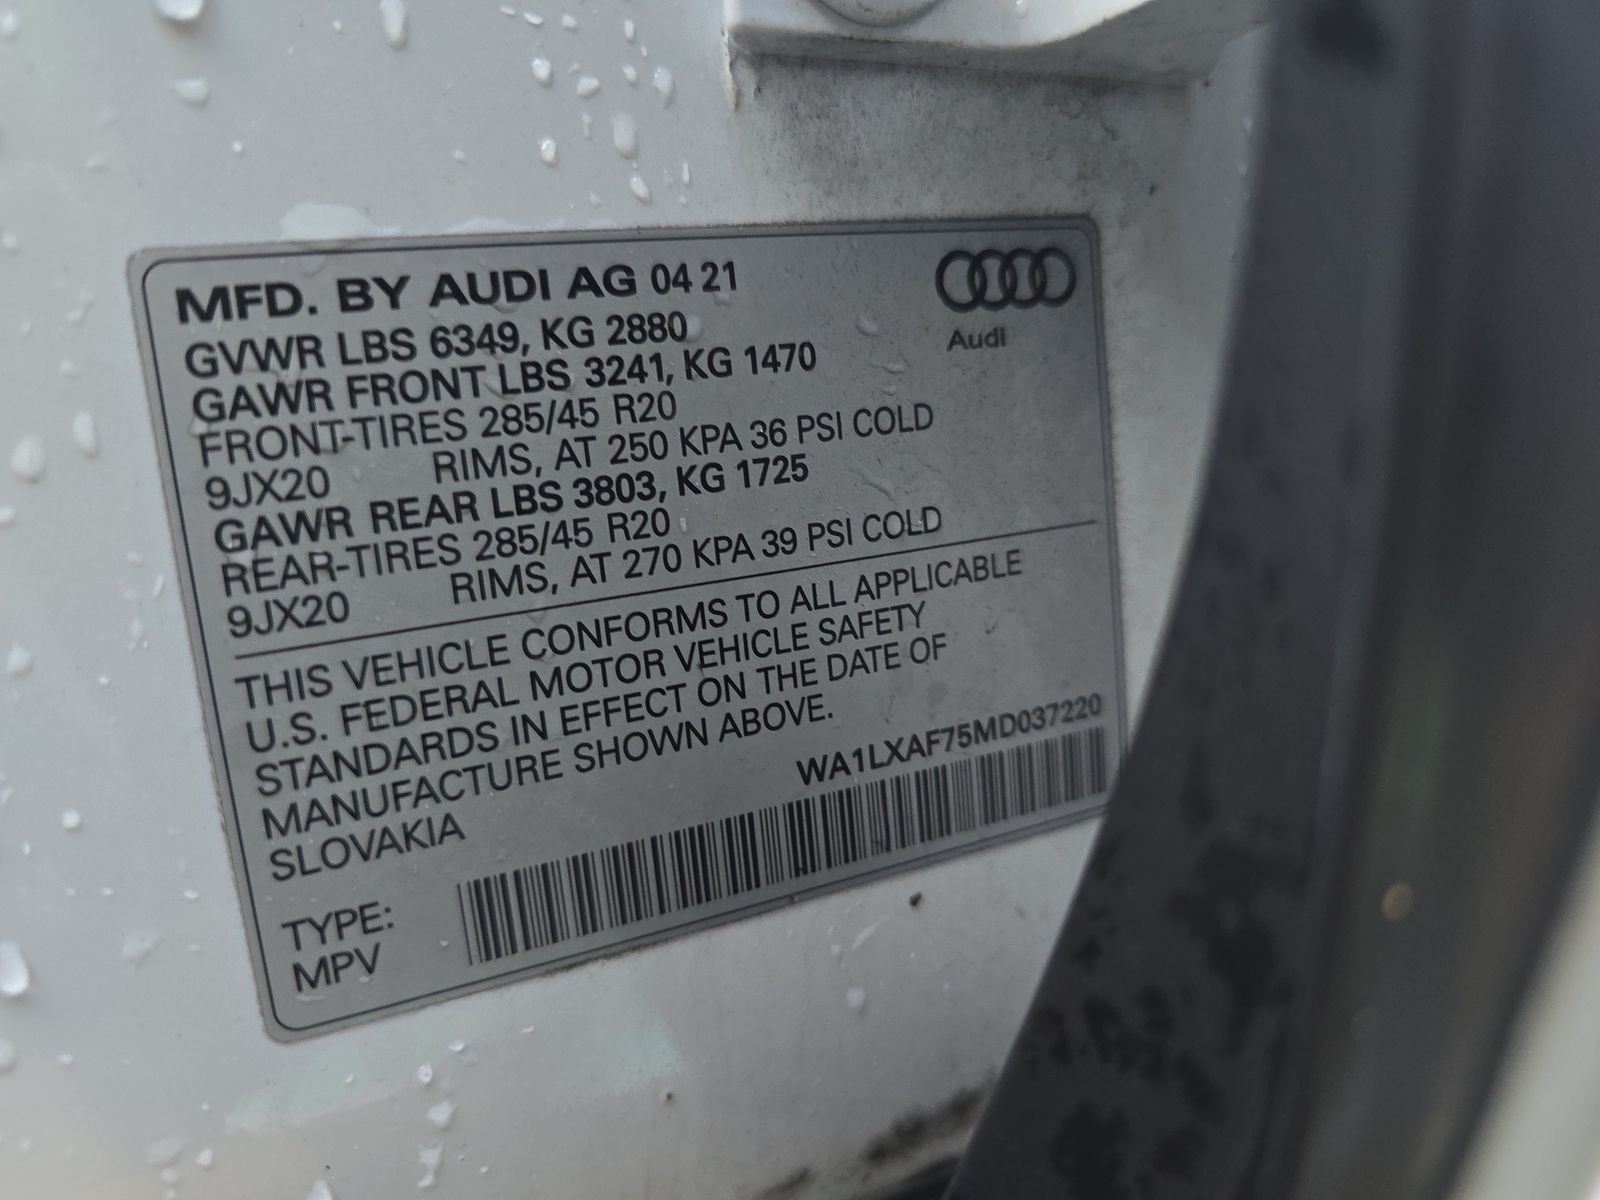 MFD. BY AUDI AG 04 21
Audi
GVWR LBS 6349, KG 2880
GAWR FRONT LBS 3241, KG 1470
FRONT-TIRES 285/45 R20
9JX20 RIMS, AT 250 KPA 36 PSI COLD
GAWR REAR LBS 3803, KG 1725
REAR-TIRES 285/45 R20
9JX20 RIMS, AT 270 KPA 39 PSI COLD
THIS VEHICLE CONFORMS TO ALL APPLICABLE
U.S. FEDERAL MOTOR VEHICLE SAFETY
STANDARDS IN EFFECT ON THE DATE OF
MANUFACTURE SHOWN ABOVE.
SLOVAKIA
WA1LXAF75MD037220
TYPE:
MPV